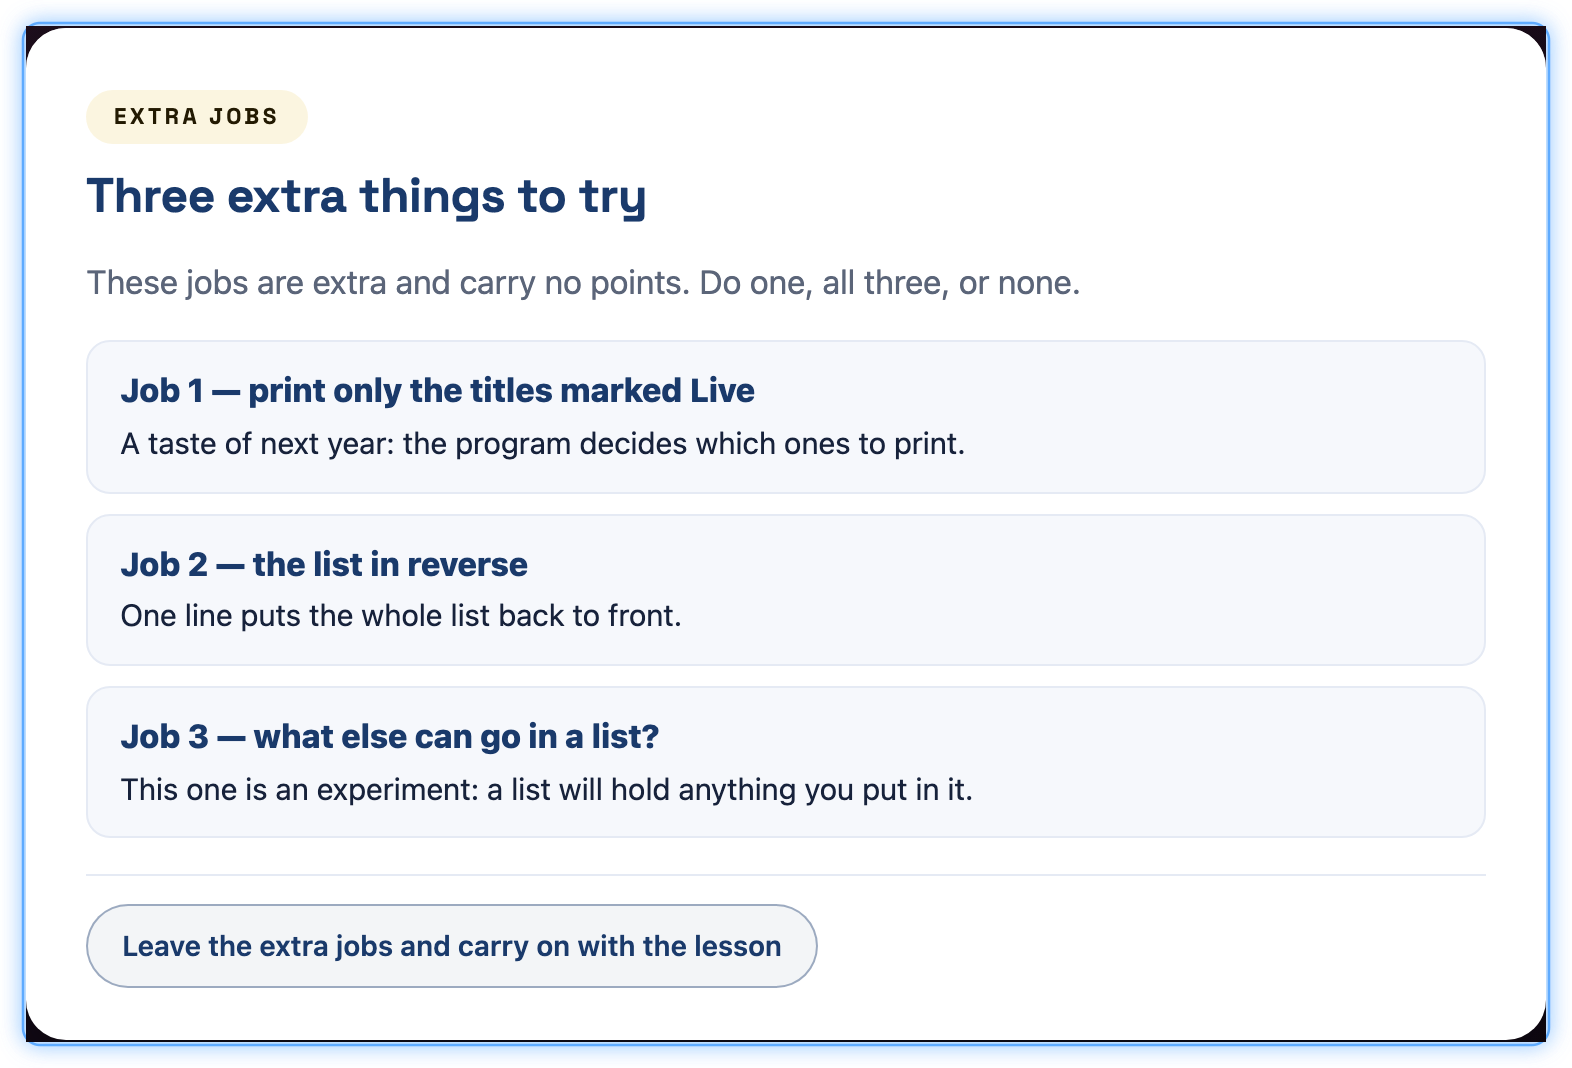 EXTRA JOBS
Three extra things to try
These jobs are extra and carry no points. Do one, all three, or none.
Job 1 — print only the titles marked Live
A taste of next year: the program decides which ones to print.
Job 2 — the list in reverse
One line puts the whole list back to front.
Job 3 — what else can go in a list?
This one is an experiment: a list will hold anything you put in it.
Leave the extra jobs and carry on with the lesson